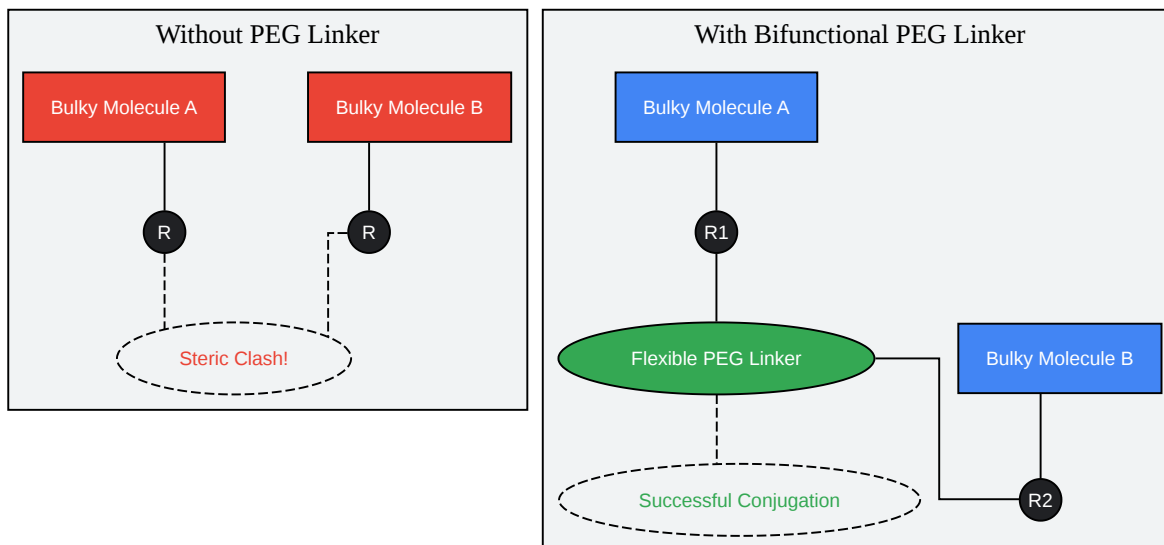 Without PEG Linker
Bulky Molecule A
Bulky Molecule B
R
R
Steric Clash!
With Bifunctional PEG Linker
Bulky Molecule A
R1
Flexible PEG Linker
Bulky Molecule B
Successful Conjugation
R2